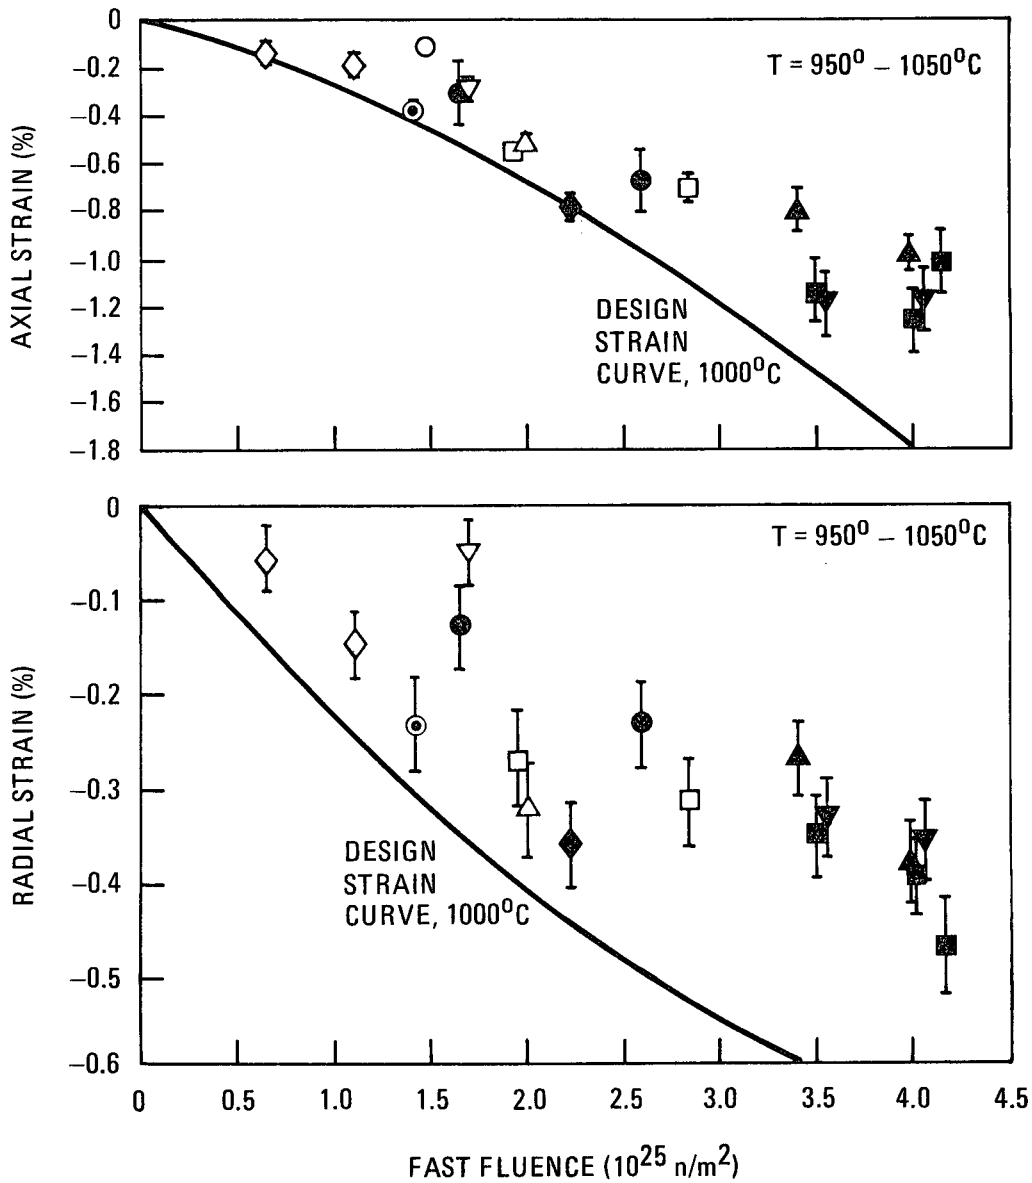 0
−0.2
−0.4
−0.6
−0.8
−1.0
−1.2
−1.4
−1.6
−1.8
AXIAL STRAIN (%)
T = 950⁰ − 1050⁰C
DESIGN
STRAIN
CURVE, 1000⁰C
0
−0.1
−0.2
−0.3
−0.4
−0.5
−0.6
RADIAL STRAIN (%)
T = 950⁰ − 1050⁰C
DESIGN
STRAIN
CURVE, 1000⁰C
0 0.5 1.0 1.5 2.0 2.5 3.0 3.5 4.0 4.5
FAST FLUENCE (10²⁵ n/m²)